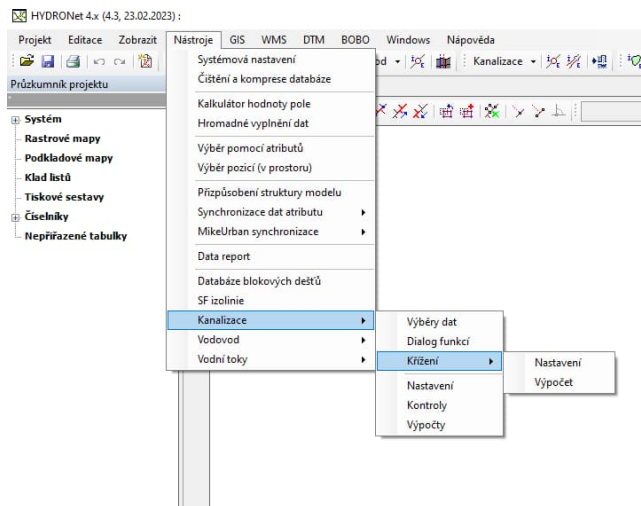 HYDRONet 4.x (4.3, 23.02.2023) :
Projekt Editace Zobrazit Nástroje GIS WMS DTM BOBO Windows Nápověda
Kanalizace
Průzkumník projektu
Systém
Rastrové mapy
Podkladové mapy
Klad listů
Tiskové sestavy
Číselníky
Nepřiřazené tabulky
Systémová nastavení
Čištění a komprese databáze
Kalkulátor hodnoty pole
Hromadné vyplnění dat
Výběr pomocí atributů
Výběr pozicí (v prostoru)
Přizpůsobení struktury modelu
Synchronizace dat atributu
MikeUrban synchronizace
Data report
Databáze blokových dešťů
SF izolinie
Kanalizace
Vodovod
Vodní toky
Výběry dat
Dialog funkcí
Křížení
Nastavení
Kontroly
Výpočty
Nastavení
Výpočet